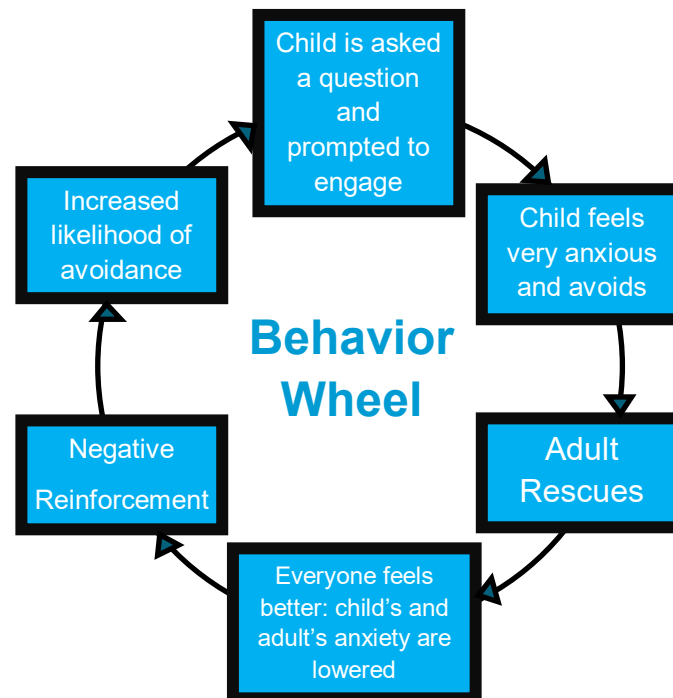 Child is asked
a question
and
prompted to
engage
Child feels
very anxious
and avoids
Adult
Rescues
Everyone feels
better: child’s and
adult’s anxiety are
lowered
Negative
Reinforcement
Increased
likelihood of
avoidance
Behavior
Wheel